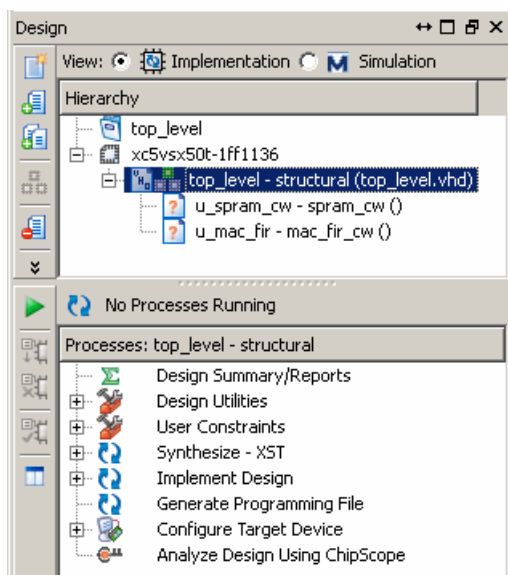 Design
View: Implementation Simulation
Hierarchy
top_level
xc5vsx50t-1ff1136
top_level - structural (top_level.vhd)
u_spram_cw - spram_cw ()
u_mac_fir - mac_fir_cw ()
No Processes Running
Processes: top_level - structural
Design Summary/Reports
Design Utilities
User Constraints
Synthesize - XST
Implement Design
Generate Programming File
Configure Target Device
Analyze Design Using ChipScope